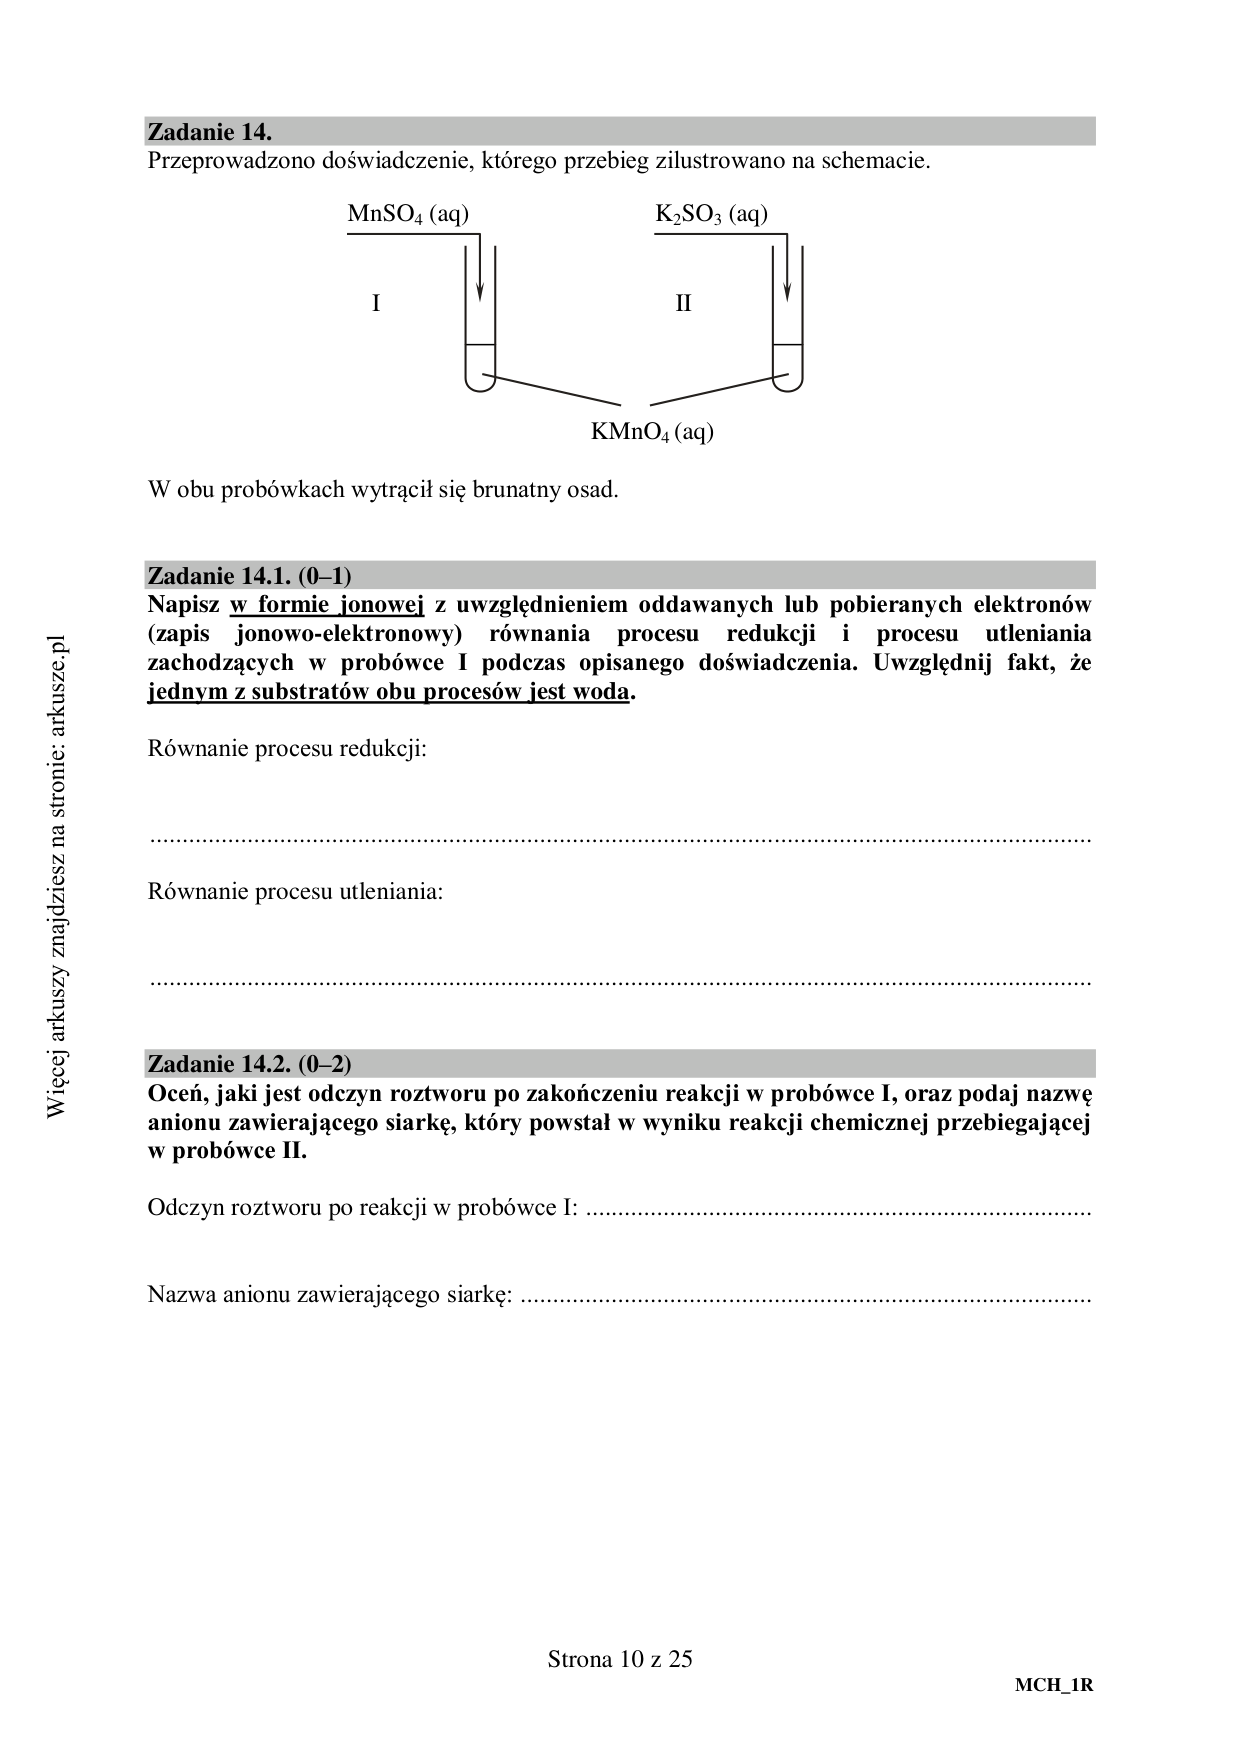 Zadanie 14.
Przeprowadzono doświadczenie, którego przebieg zilustrowano na schemacie.
MnSO4 (aq) K2SO3 (aq)
I II
KMnO4 (aq)
W obu probówkach wytrącił się brunatny osad.
Zadanie 14.1. (0–1)
Napisz w formie jonowej z uwzględnieniem oddawanych lub pobieranych elektronów
(zapis jonowo-elektronowy) równania procesu redukcji i procesu utleniania
zachodzących w probówce I podczas opisanego doświadczenia. Uwzględnij fakt, że
jednym z substratów obu procesów jest woda.
Równanie procesu redukcji:
..................................................................................................................................................
Równanie procesu utleniania:
..................................................................................................................................................
Zadanie 14.2. (0–2)
Oceń, jaki jest odczyn roztworu po zakończeniu reakcji w probówce I, oraz podaj nazwę
anionu zawierającego siarkę, który powstał w wyniku reakcji chemicznej przebiegającej
w probówce II.
Odczyn roztworu po reakcji w probówce I: ..............................................................................
Nazwa anionu zawierającego siarkę: ........................................................................................
Strona 10 z 25
MCH_1R
Więcej arkuszy znajdziesz na stronie: arkusze.pl